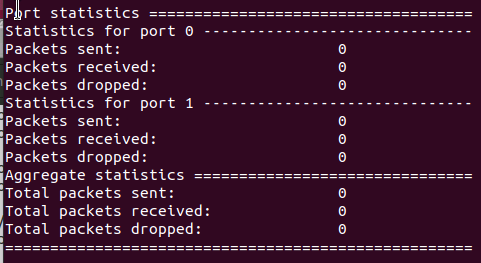 Port statistics ====================================
Statistics for port 0 ------------------------------
Packets sent:                        0
Packets received:                    0
Packets dropped:                     0
Statistics for port 1 ------------------------------
Packets sent:                        0
Packets received:                    0
Packets dropped:                     0
Aggregate statistics ===============================
Total packets sent:                  0
Total packets received:              0
Total packets dropped:               0
====================================================